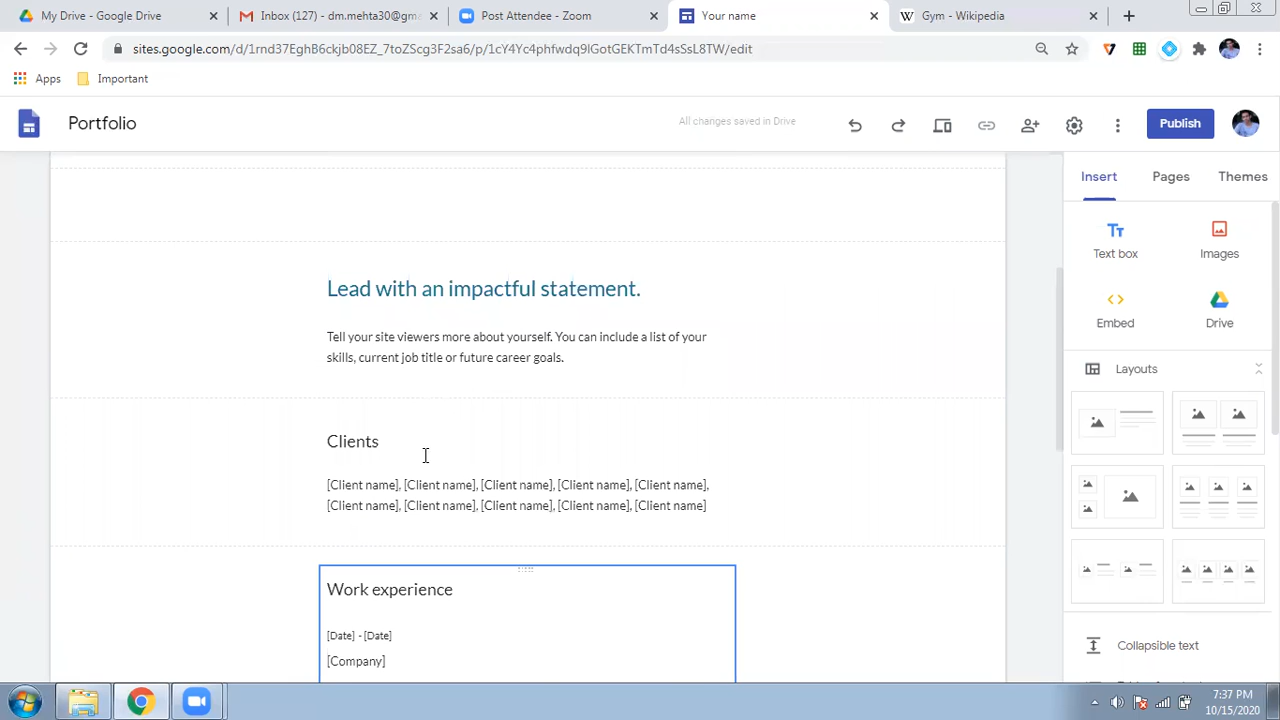 My Drive - Google Drive
Inbox (127) - dm.mehta30@gm
Post Attendee - Zoom
Your name
Gym - Wikipedia
sites.google.com/d/1rnd37EghB6ckjb08EZ_7toZScg3F2sa6/p/1cY4Yc4phfwdq9lGotGEKTmTd4sSsL8TW/edit
Apps
Important
Portfolio
All changes saved in Drive
Publish
Insert
Pages
Themes
Text box
Images
Embed
Drive
Layouts
Collapsible text
Lead with an impactful statement.
Tell your site viewers more about yourself. You can include a list of your
skills, current job title or future career goals.
Clients
[Client name], [Client name], [Client name], [Client name], [Client name],
[Client name], [Client name], [Client name], [Client name], [Client name]
Work experience
[Date] - [Date]
[Company]
7:37 PM
10/15/2020